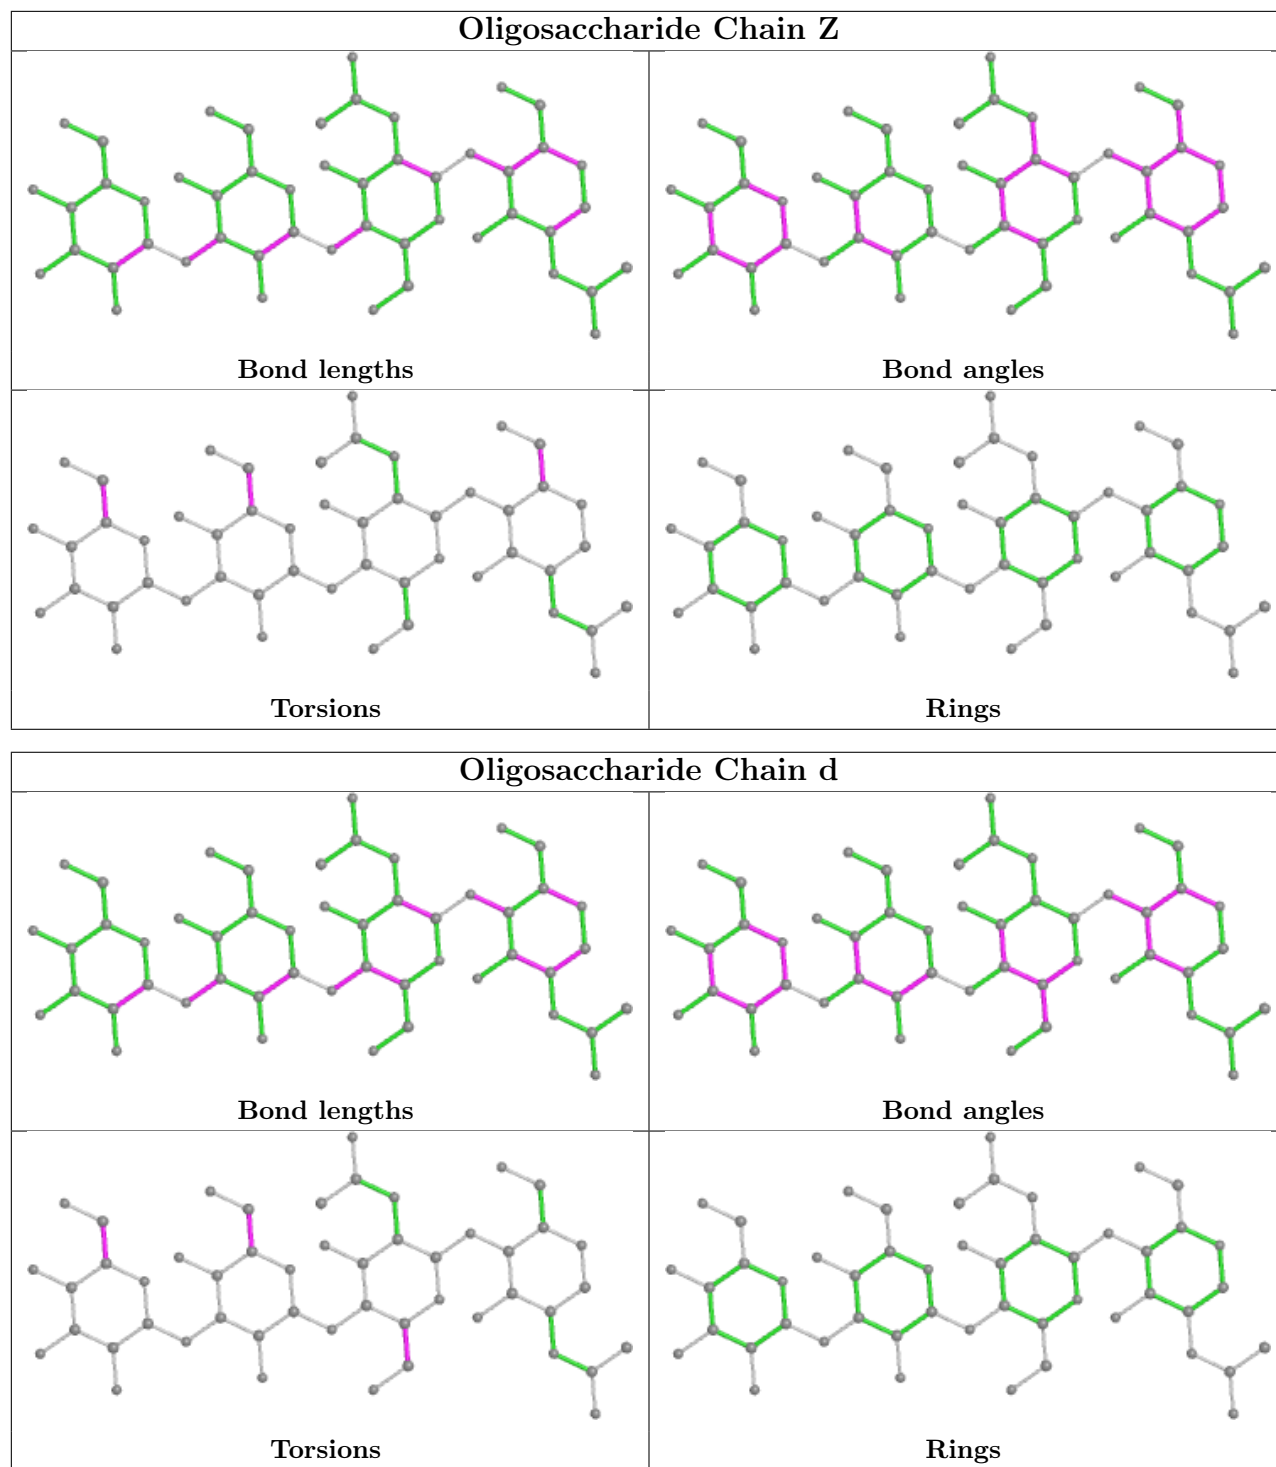 Oligosaccharide Chain Z
Bond lengths
Bond angles
Torsions
Rings
Oligosaccharide Chain d
Bond lengths
Bond angles
Torsions
Rings